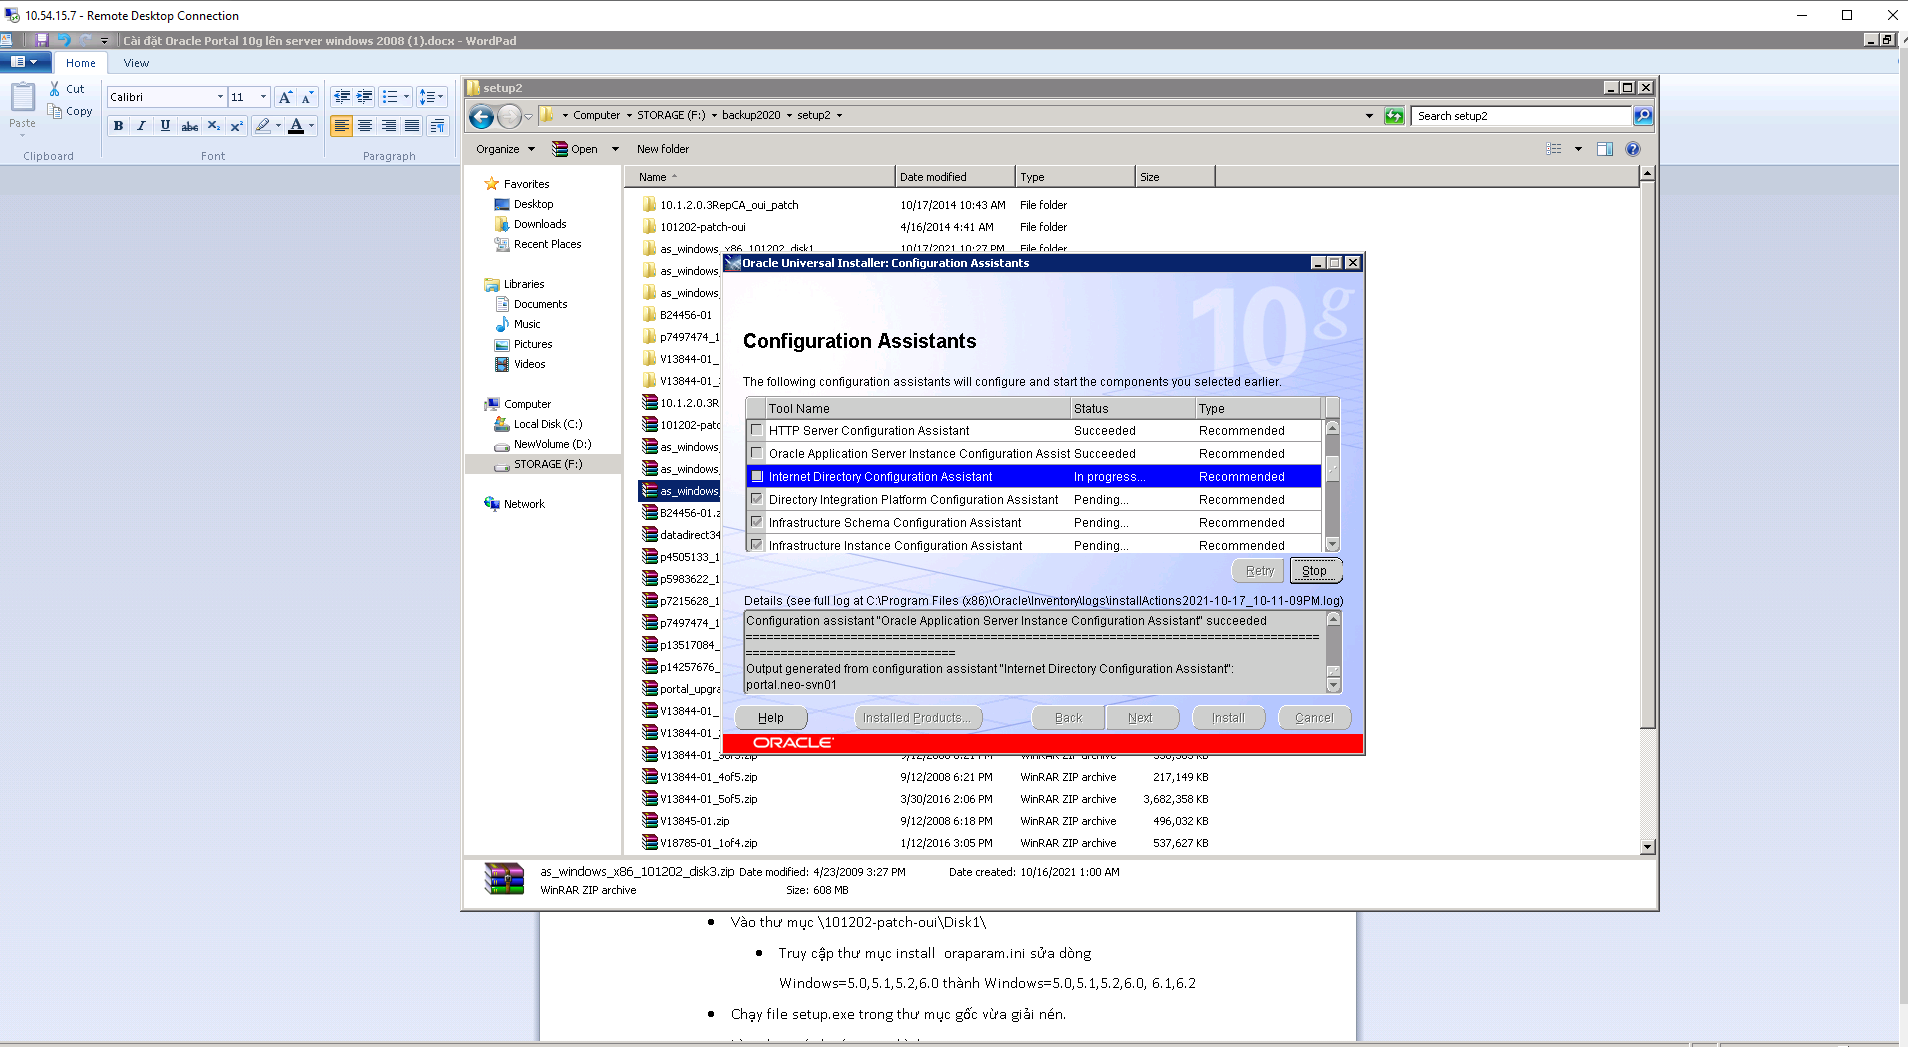 10.54.15.7 - Remote Desktop Connection
Cài đặt Oracle Portal 10g lên server windows 2008 (1).docx - WordPad
Home View
Paste
Cut
Copy
Clipboard
Calibri 11
B I U abc X₂ X²
Font
Paragraph
setup2
Computer STORAGE (F:) backup2020 setup2
Search setup2
Organize Open New folder
Favorites
Desktop
Downloads
Recent Places
Libraries
Documents
Music
Pictures
Videos
Computer
Local Disk (C:)
NewVolume (D:)
STORAGE (F:)
Network
Name Date modified Type Size
10.1.2.0.3RepCA_oui_patch 10/17/2014 10:43 AM File folder
101202-patch-oui 4/16/2014 4:41 AM File folder
as_windows_x86_101202_disk1 10/17/2021 10:27 PM File folder
as_windows_
as_windows_
B24456-01
p7497474_1
V13844-01_
V13844-01_
10.1.2.0.3R
101202-patc
as_windows_
as_windows_
as_windows_
B24456-01.z
datadirect34
p4505133_1
p5983622_1
p7215628_1
p7497474_1
p13517084_
p14257676_
portal_upgra
V13844-01_
V13844-01_
V13844-01_3of5.zip 9/12/2008 6:21 PM WinRAR ZIP archive
V13844-01_4of5.zip 9/12/2008 6:21 PM WinRAR ZIP archive 217,149 KB
V13844-01_5of5.zip 3/30/2016 2:06 PM WinRAR ZIP archive 3,682,358 KB
V13845-01.zip 9/12/2008 6:18 PM WinRAR ZIP archive 496,032 KB
V18785-01_1of4.zip 1/12/2016 3:05 PM WinRAR ZIP archive 537,627 KB
Oracle Universal Installer: Configuration Assistants
10g
Configuration Assistants
The following configuration assistants will configure and start the components you selected earlier.
Tool Name Status Type
HTTP Server Configuration Assistant Succeeded Recommended
Oracle Application Server Instance Configuration Assist Succeeded Recommended
Internet Directory Configuration Assistant In progress... Recommended
Directory Integration Platform Configuration Assistant Pending... Recommended
Infrastructure Schema Configuration Assistant Pending... Recommended
Infrastructure Instance Configuration Assistant Pending... Recommended
Retry Stop
Details (see full log at C:\Program Files (x86)\Oracle\Inventory\logs\installActions2021-10-17_10-11-09PM.log)
Configuration assistant "Oracle Application Server Instance Configuration Assistant" succeeded
==================================================================================
==============================
Output generated from configuration assistant "Internet Directory Configuration Assistant":
portal.neo-svn01
Help Installed Products... Back Next Install Cancel
ORACLE
as_windows_x86_101202_disk3.zip Date modified: 4/23/2009 3:27 PM Date created: 10/16/2021 1:00 AM
WinRAR ZIP archive Size: 608 MB
• Vào thư mục \101202-patch-oui\Disk1\
• Truy cập thư mục install oraparam.ini sửa dòng
Windows=5.0,5.1,5.2,6.0 thành Windows=5.0,5.1,5.2,6.0, 6.1,6.2
• Chạy file setup.exe trong thư mục gốc vừa giải nén.